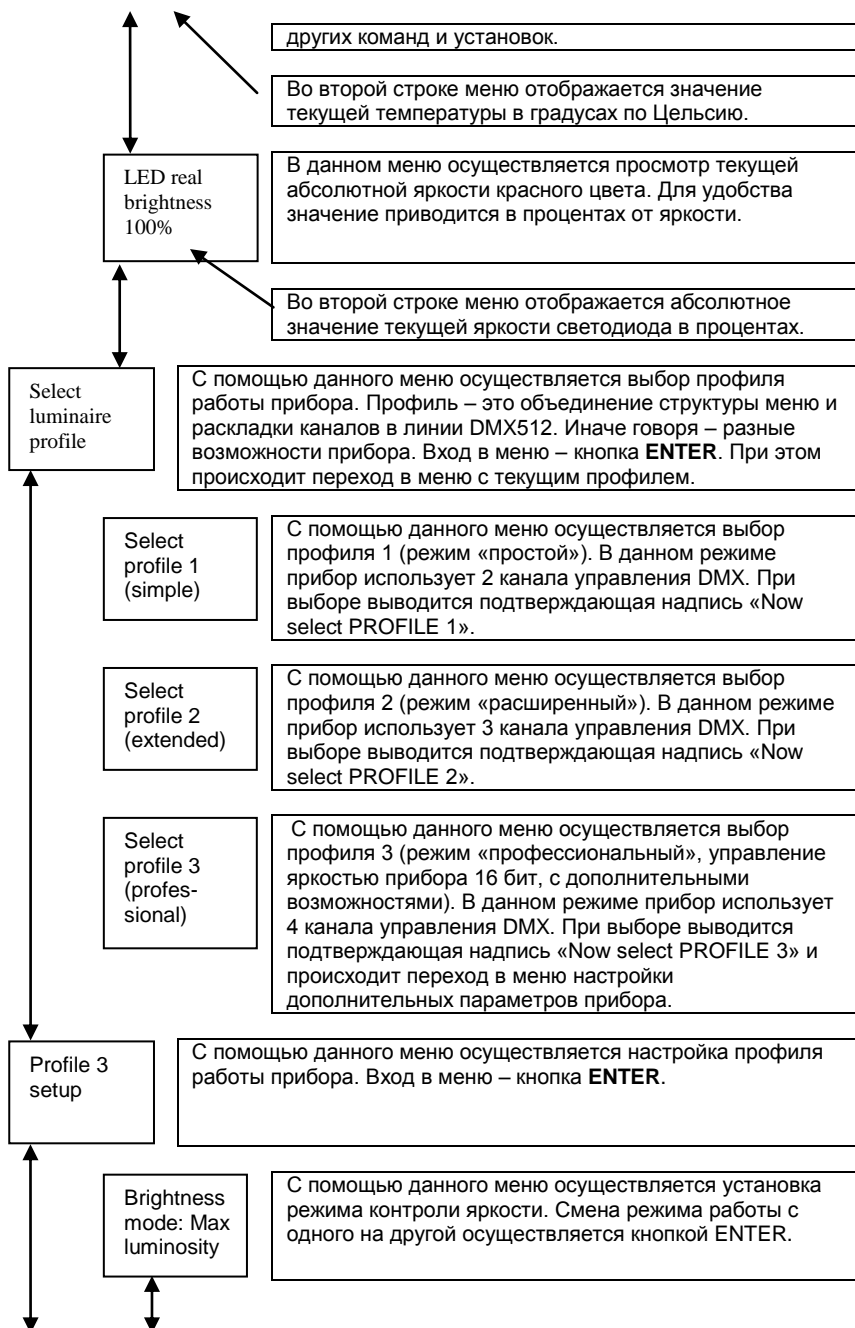 других команд и установок.
Во второй строке меню отображается значение
текущей температуры в градусах по Цельсию.
LED real
brightness
100%
В данном меню осуществляется просмотр текущей
абсолютной яркости красного цвета. Для удобства
значение приводится в процентах от яркости.
Во второй строке меню отображается абсолютное
значение текущей яркости светодиода в процентах.
Select
luminaire
profile
С помощью данного меню осуществляется выбор профиля
работы прибора. Профиль – это объединение структуры меню и
раскладки каналов в линии DMX512. Иначе говоря – разные
возможности прибора. Вход в меню – кнопка ENTER. При этом
происходит переход в меню с текущим профилем.
Select
profile 1
(simple)
С помощью данного меню осуществляется выбор
профиля 1 (режим «простой»). В данном режиме
прибор использует 2 канала управления DMX. При
выборе выводится подтверждающая надпись «Now
select PROFILE 1».
Select
profile 2
(extended)
С помощью данного меню осуществляется выбор
профиля 2 (режим «расширенный»). В данном режиме
прибор использует 3 канала управления DMX. При
выборе выводится подтверждающая надпись «Now
select PROFILE 2».
Select
profile 3
(profes-
sional)
С помощью данного меню осуществляется выбор
профиля 3 (режим «профессиональный», управление
яркостью прибора 16 бит, с дополнительными
возможностями). В данном режиме прибор использует
4 канала управления DMX. При выборе выводится
подтверждающая надпись «Now select PROFILE 3» и
происходит переход в меню настройки
дополнительных параметров прибора.
Profile 3
setup
С помощью данного меню осуществляется настройка профиля
работы прибора. Вход в меню – кнопка ENTER.
Brightness
mode: Max
luminosity
С помощью данного меню осуществляется установка
режима контроли яркости. Смена режима работы с
одного на другой осуществляется кнопкой ENTER.